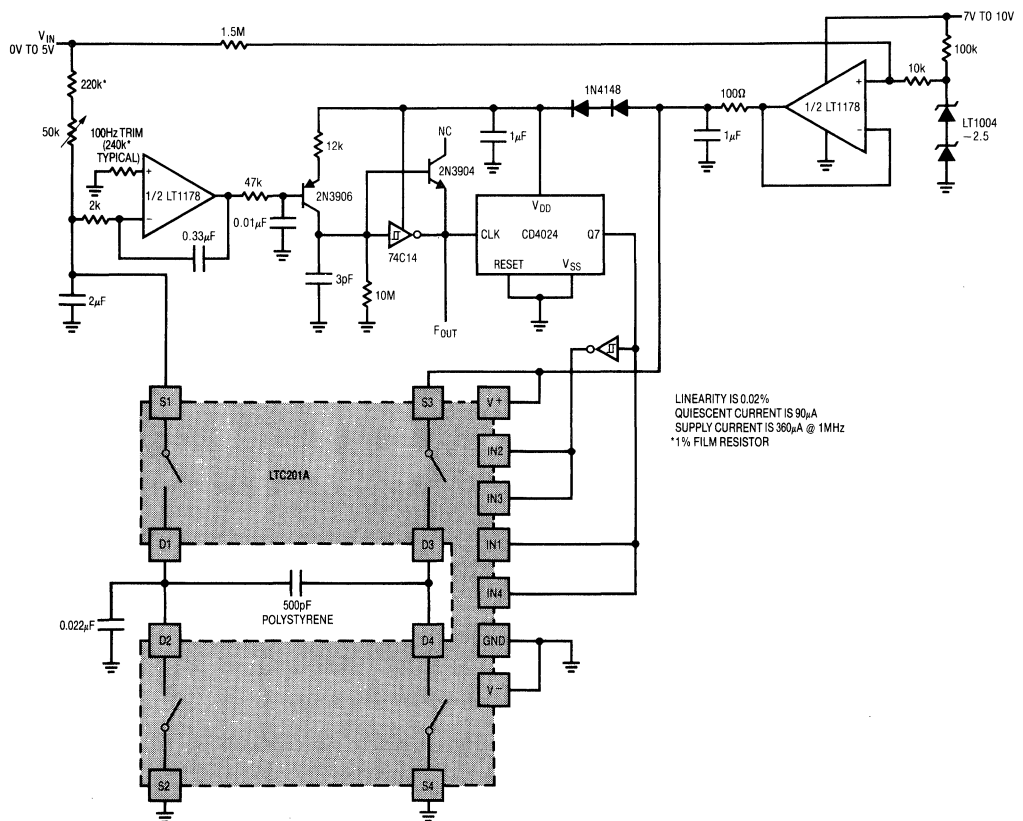 VIN
0V TO 5V
1.5M
7V TO 10V
100k
10k
220k*
1N4148
100Ω
1/2 LT1178
+
−
LT1004
−2.5
50k
100Hz TRIM
(240k*
TYPICAL)
12k
1μF
1μF
NC
2N3904
+
1/2 LT1178
−
47k
2N3906
2k
0.01μF
0.33μF
VDD
CLK
CD4024
Q7
RESET
VSS
74C14
3pF
10M
2μF
FOUT
S1
S3
V+
LINEARITY IS 0.02%
QUIESCENT CURRENT IS 90μA
SUPPLY CURRENT IS 360μA @ 1MHz
*1% FILM RESISTOR
IN2
LTC201A
IN3
D1
D3
IN1
500pF
POLYSTYRENE
IN4
0.022μF
D2
D4
GND
V−
S2
S4